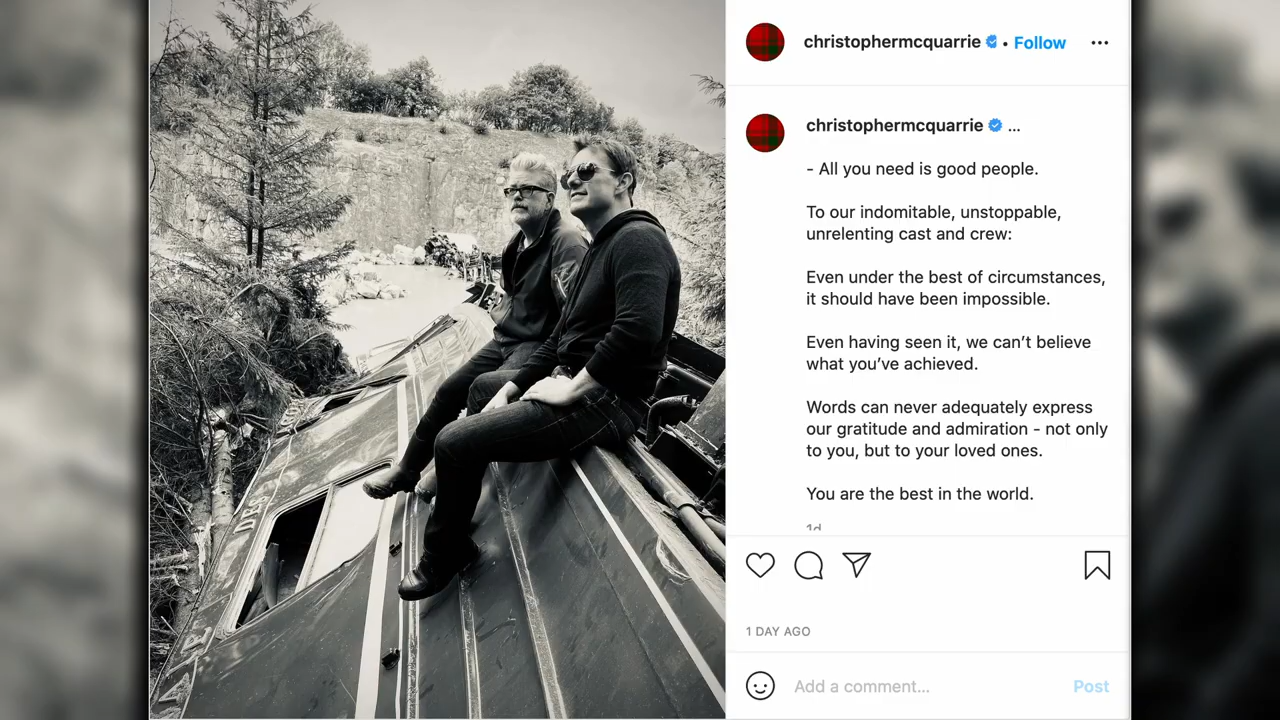 christophermcquarrie • Follow
christophermcquarrie ...
- All you need is good people.
To our indomitable, unstoppable,
unrelenting cast and crew:
Even under the best of circumstances,
it should have been impossible.
Even having seen it, we can’t believe
what you’ve achieved.
Words can never adequately express
our gratitude and admiration - not only
to you, but to your loved ones.
You are the best in the world.
1d
1 DAY AGO
Add a comment...
Post